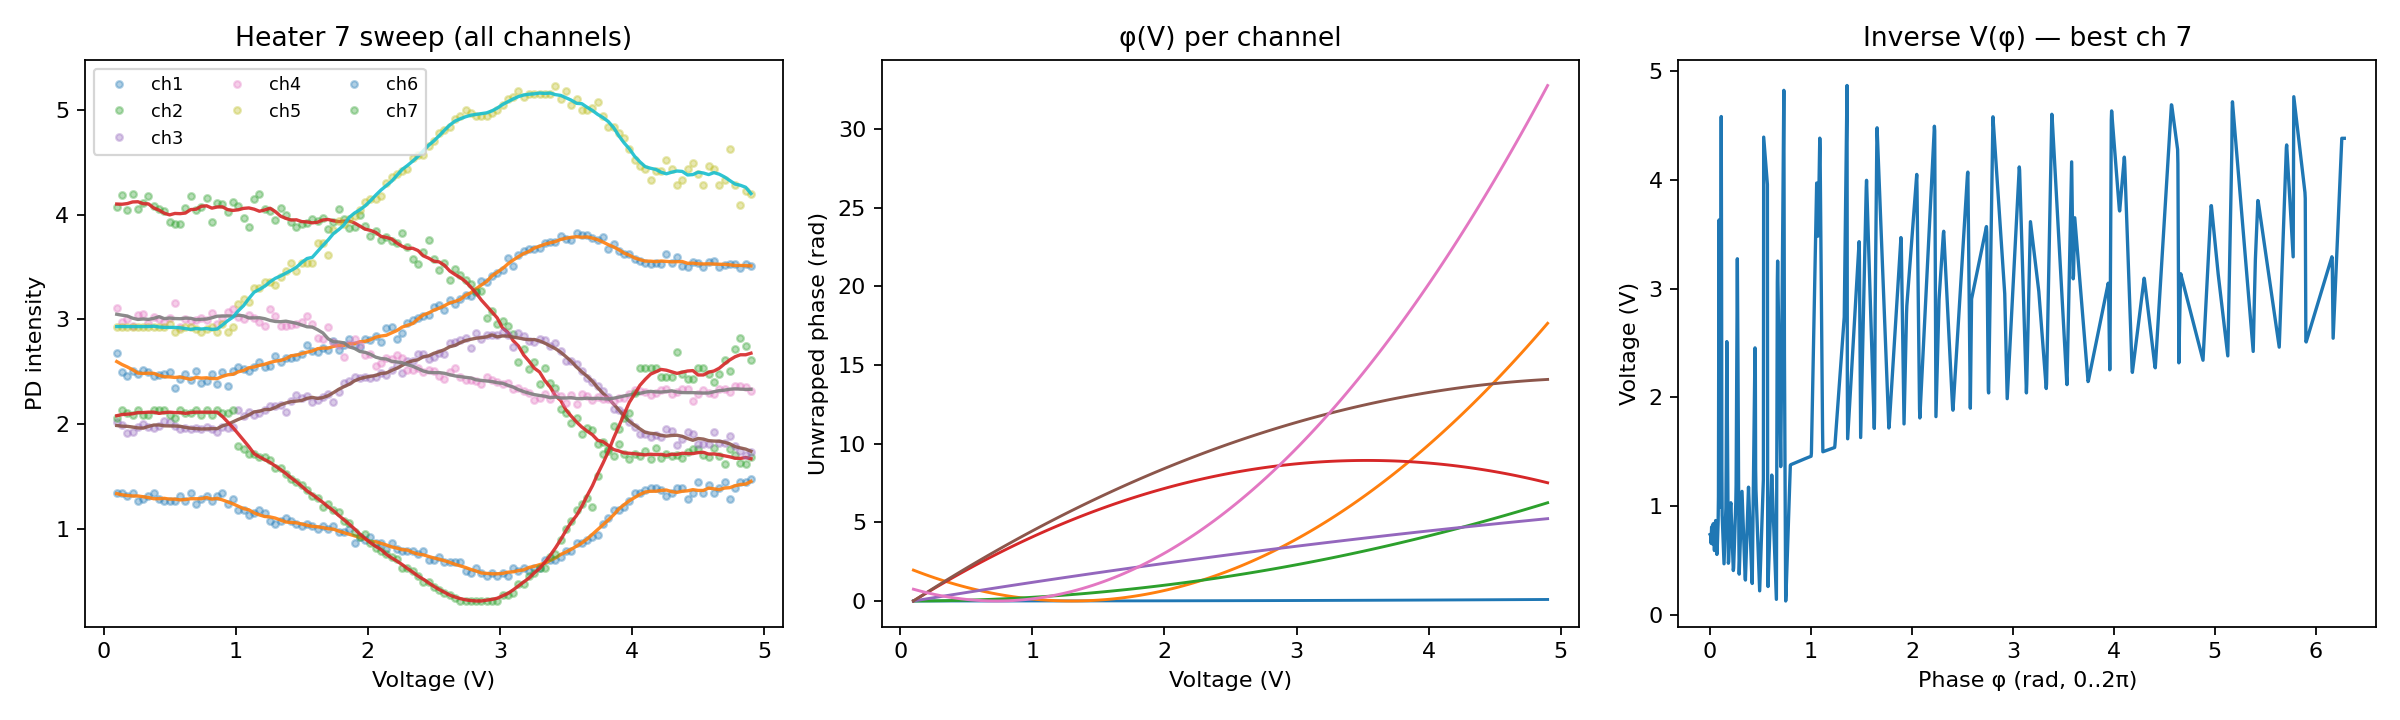 Heater 7 sweep (all channels)
ch1
ch2
ch3
ch4
ch5
ch6
ch7
PD intensity
5
4
3
2
1
0
1
2
3
4
5
Voltage (V)
φ(V) per channel
Unwrapped phase (rad)
30
25
20
15
10
5
0
0
1
2
3
4
5
Voltage (V)
Inverse V(φ) — best ch 7
Voltage (V)
5
4
3
2
1
0
0
1
2
3
4
5
6
Phase φ (rad, 0..2π)